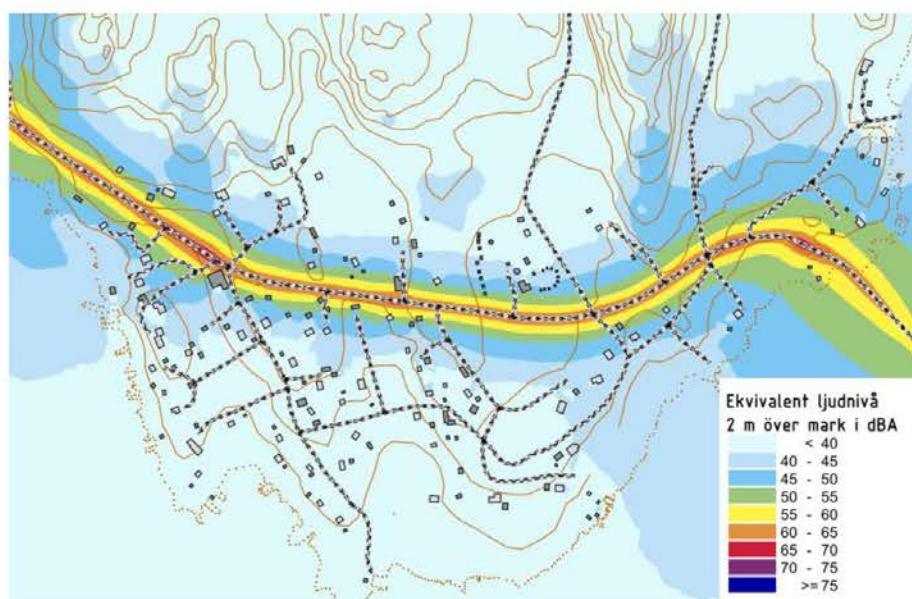 Ekvivalent ljudnivå
2 m över mark i dBA
< 40
40 - 45
45 - 50
50 - 55
55 - 60
60 - 65
65 - 70
70 - 75
>= 75